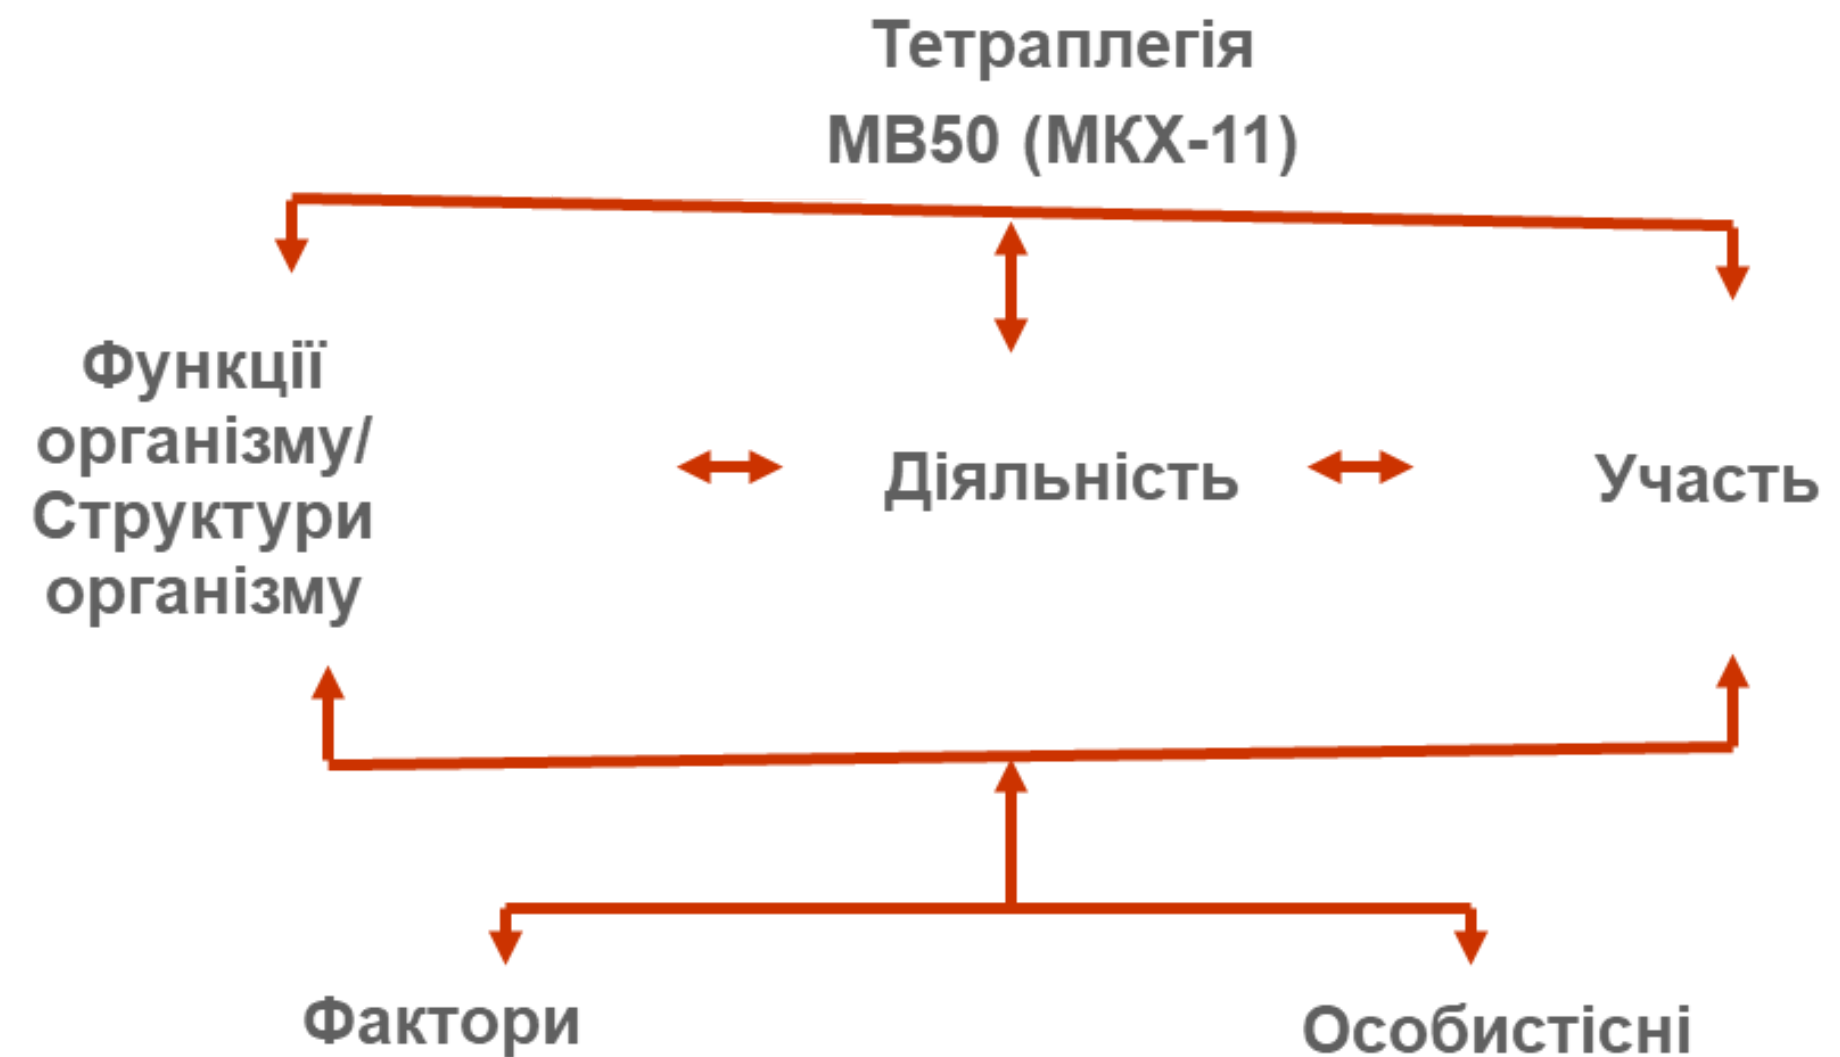 Тетраплегія
MB50 (МКХ-11)
Функції
організму/
Структури
організму
Діяльність
Участь
Фактори
Особистісні